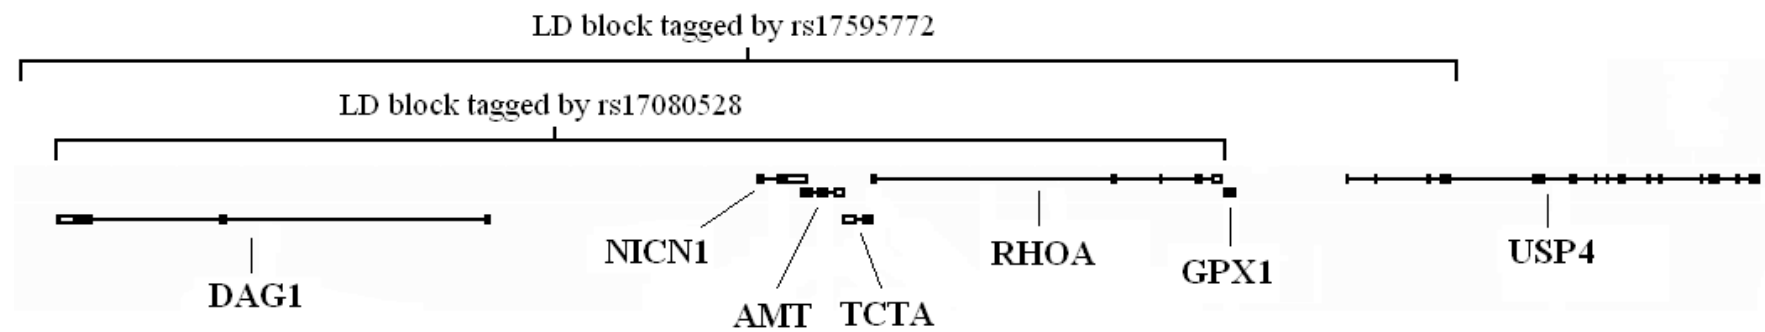 LD block tagged by rs17595772
LD block tagged by rs17080528
NICN1
RHOA
USP4
GPX1
DAG1
AMT
TCTA